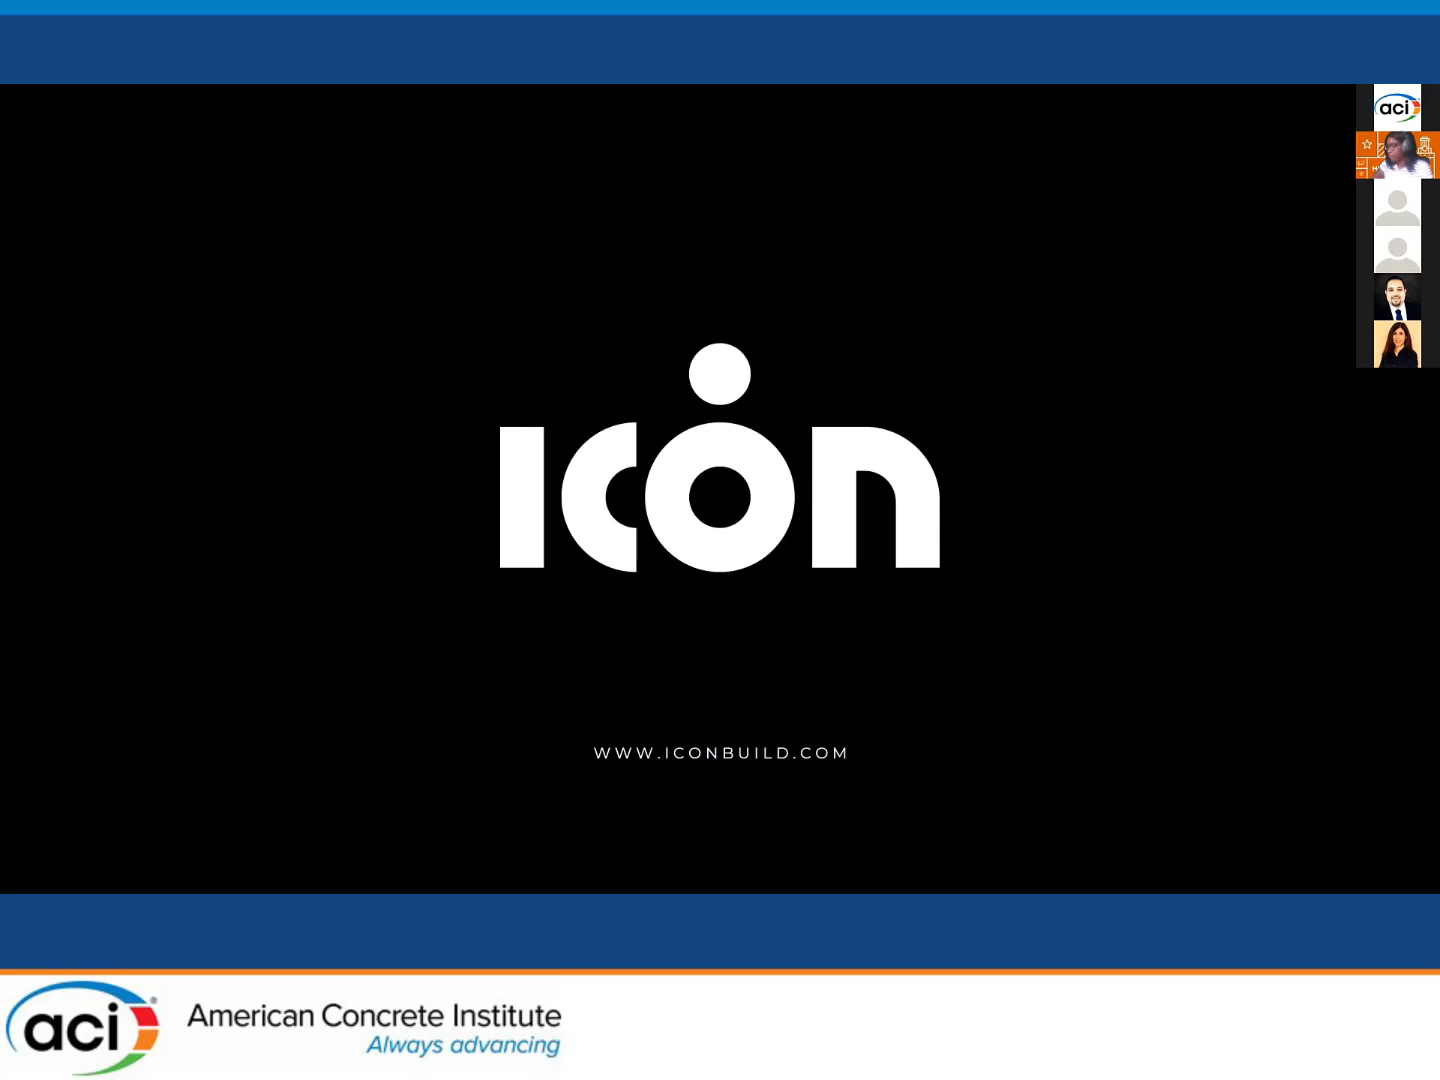 aci
ICON
WWW.ICONBUILD.COM
aci®
American Concrete Institute
Always advancing